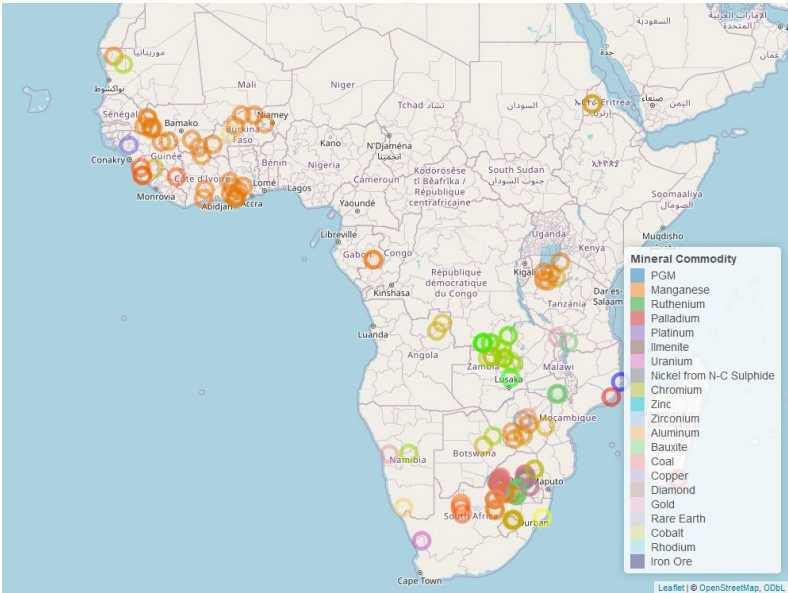 السعودية
الإمارات العربية
المتحدة
جدة
عمان
موريتانيا
نواكشوط
Mali
Niger
Tchad تشاد
السودان
Eritrea
صنعاء
اليمن
Sénégal
Bamako
Niamey
Burkina
Faso
Kano
N'Djaména
انجمينا
Conakry
Guinée
Bénin
Nigeria
Côte d'Ivoire
Lomé
Lagos
Monrovia
Abidjan
Accra
Cameroun
Ködörösêse
tî Bêafrîka /
République
centrafricaine
South Sudan
جنوب السودان
Soomaaliya
الصومال
Yaoundé
Libreville
Gabon
Congo
Uganda
Kenya
Muqdisho
Kigali
République
démocratique
du Congo
Kinshasa
Tanzania
Dar es
Salaam
Luanda
Angola
Zambia
Malawi
Lusaka
Moçambique
Namibia
Botswana
Maputo
South Africa
Durban
Cape Town
Mineral Commodity
PGM
Manganese
Ruthenium
Palladium
Platinum
Ilmenite
Uranium
Nickel from N-C Sulphide
Chromium
Zinc
Zirconium
Aluminum
Bauxite
Coal
Copper
Diamond
Gold
Rare Earth
Cobalt
Rhodium
Iron Ore
Leaflet | © OpenStreetMap, ODbL